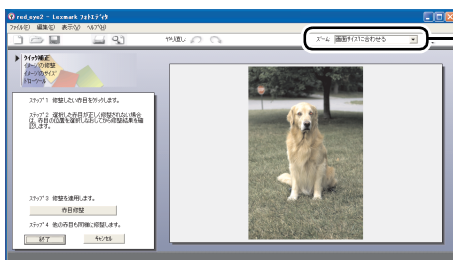 red_eye2 - Lexmark フォトエディタ
ファイル(F) 編集(E) 表示(V) ヘルプ(H)
やり直し
ズーム 画面サイズに合わせる
クイック補正
イメージの修整
イメージのサイズ
ドローツール
ステップ 1 修整したい赤目をクリックします。
ステップ 2 選択した赤目が正しく修整されない場合
は、赤目の位置を選択しなおしてから修整結果を確
認します。
ステップ 3 修整を適用します。
赤目修整
ステップ 4 他の赤目も同様に修整します。
終了 キャンセル